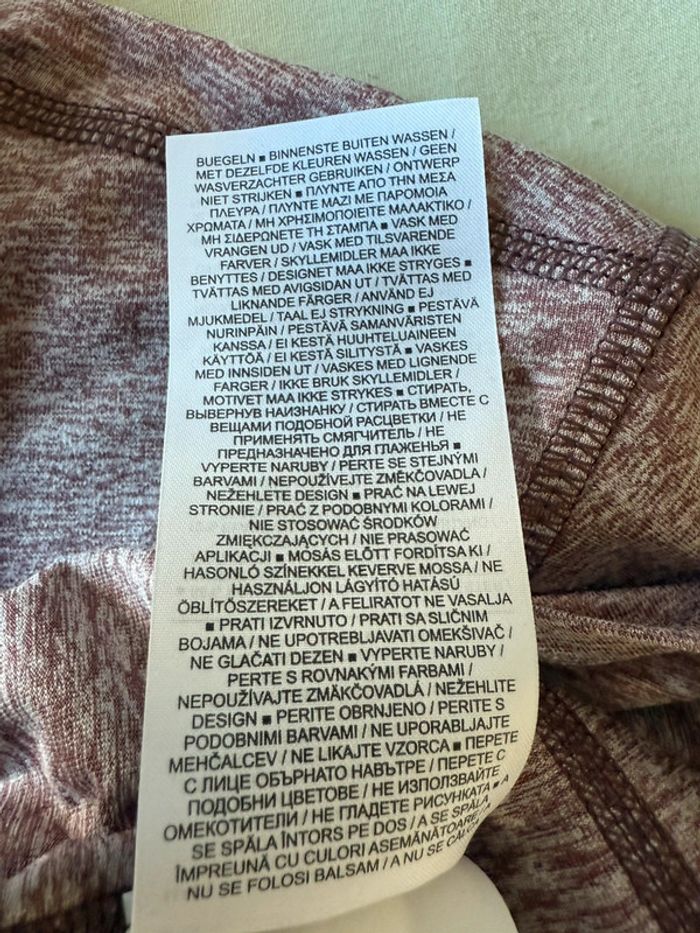 BUEGELN ■ BINNENSTE BUITEN WASSEN /
MET DEZELFDE KLEUREN WASSEN / GEEN
WASVERZACHTER GEBRUIKEN / ONTWERP
NIET STRIJKEN ■ ΠΛΥΝΤΕ ΑΠΟ ΤΗΝ ΜΕΣΑ
ΠΛΕΥΡΑ / ΠΛΥΝΤΕ ΜΑΖΙ ΜΕ ΠΑΡΟΜΟΙΑ
ΧΡΩΜΑΤΑ / ΜΗ ΧΡΗΣΙΜΟΠΟΙΕΙΤΕ ΜΑΛΑΚΤΙΚΟ /
ΜΗ ΣΙΔΕΡΩΝΕΤΕ ΤΗ ΣΤΑΜΠΑ ■ VASK MED
VRANGEN UD / VASK MED TILSVARENDE
FARVER / SKYLLEMIDLER MAA IKKE
BENYTTES / DESIGNET MAA IKKE STRYGES ■
TVÄTTAS MED AVIGSIDAN UT / TVÄTTAS MED
LIKNANDE FÄRGER / ANVÄND EJ
MJUKMEDEL / TAAL EJ STRYKNING ■ PESTÄVÄ
NURINPÄIN / PESTÄVÄ SAMANVÄRISTEN
KANSSA / EI KESTÄ HUUHTELUAINEEN
KÄYTTÖÄ / EI KESTÄ SILITYSTÄ ■ VASKES
MED INNSIDEN UT / VASKES MED LIGNENDE
FARGER / IKKE BRUK SKYLLEMIDLER /
MOTIVET MAA IKKE STRYKES ■ СТИРАТЬ,
ВЫВЕРНУВ НАИЗНАНКУ / СТИРАТЬ ВМЕСТЕ С
ВЕЩАМИ ПОДОБНОЙ РАСЦВЕТКИ / НЕ
ПРИМЕНЯТЬ СМЯГЧИТЕЛЬ / НЕ
ПРЕДНАЗНАЧЕНО ДЛЯ ГЛАЖЕНЬЯ ■
VYPERTE NARUBY / PERTE SE STEJNÝMI
BARVAMI / NEPOUŽÍVEJTE ZMĚKČOVADLA /
NEŽEHLETE DESIGN ■ PRAĆ NA LEWEJ
STRONIE / PRAĆ Z PODOBNYMI KOLORAMI /
NIE STOSOWAĆ ŚRODKÓW
ZMIĘKCZAJĄCYCH / NIE PRASOWAĆ
APLIKACJI ■ MOSÁS ELŐTT FORDÍTSA KI /
HASONLÓ SZÍNEKKEL KEVERVE MOSSA / NE
HASZNÁLJON LÁGYÍTÓ HATÁSÚ
ÖBLÍTŐSZEREKET / A FELIRATOT NE VASALJA
■ PRATI IZVRNUTO / PRATI SA SLIČNIM
BOJAMA / NE UPOTREBLJAVATI OMEKŠIVAČ /
NE GLAČATI DEZEN ■ VYPERTE NARUBY /
PERTE S ROVNAKÝMI FARBAMI /
NEPOUŽÍVAJTE ZMÄKČOVADLÁ / NEŽEHLITE
DESIGN ■ PERITE OBRNJENO / PERITE S
PODOBNIMI BARVAMI / NE UPORABLJAJTE
MEHČALCEV / NE LIKAJTE VZORCA ■ ПЕРЕТЕ
С ЛИЦЕ ОБЪРНАТО НАВЪТРЕ / ПЕРЕТЕ С
ПОДОБНИ ЦВЕТОВЕ / НЕ ИЗПОЛЗВАЙТЕ
ОМЕКОТИТЕЛИ / НЕ ГЛАДЕТЕ РИСУНКАТА ■ A
SE SPĂLA ÎNTORS PE DOS / A SE SPĂLA
ÎMPREUNĂ CU CULORI ASEMĂNĂTOARE /
NU SE FOLOSI BALSAM / A NU SE